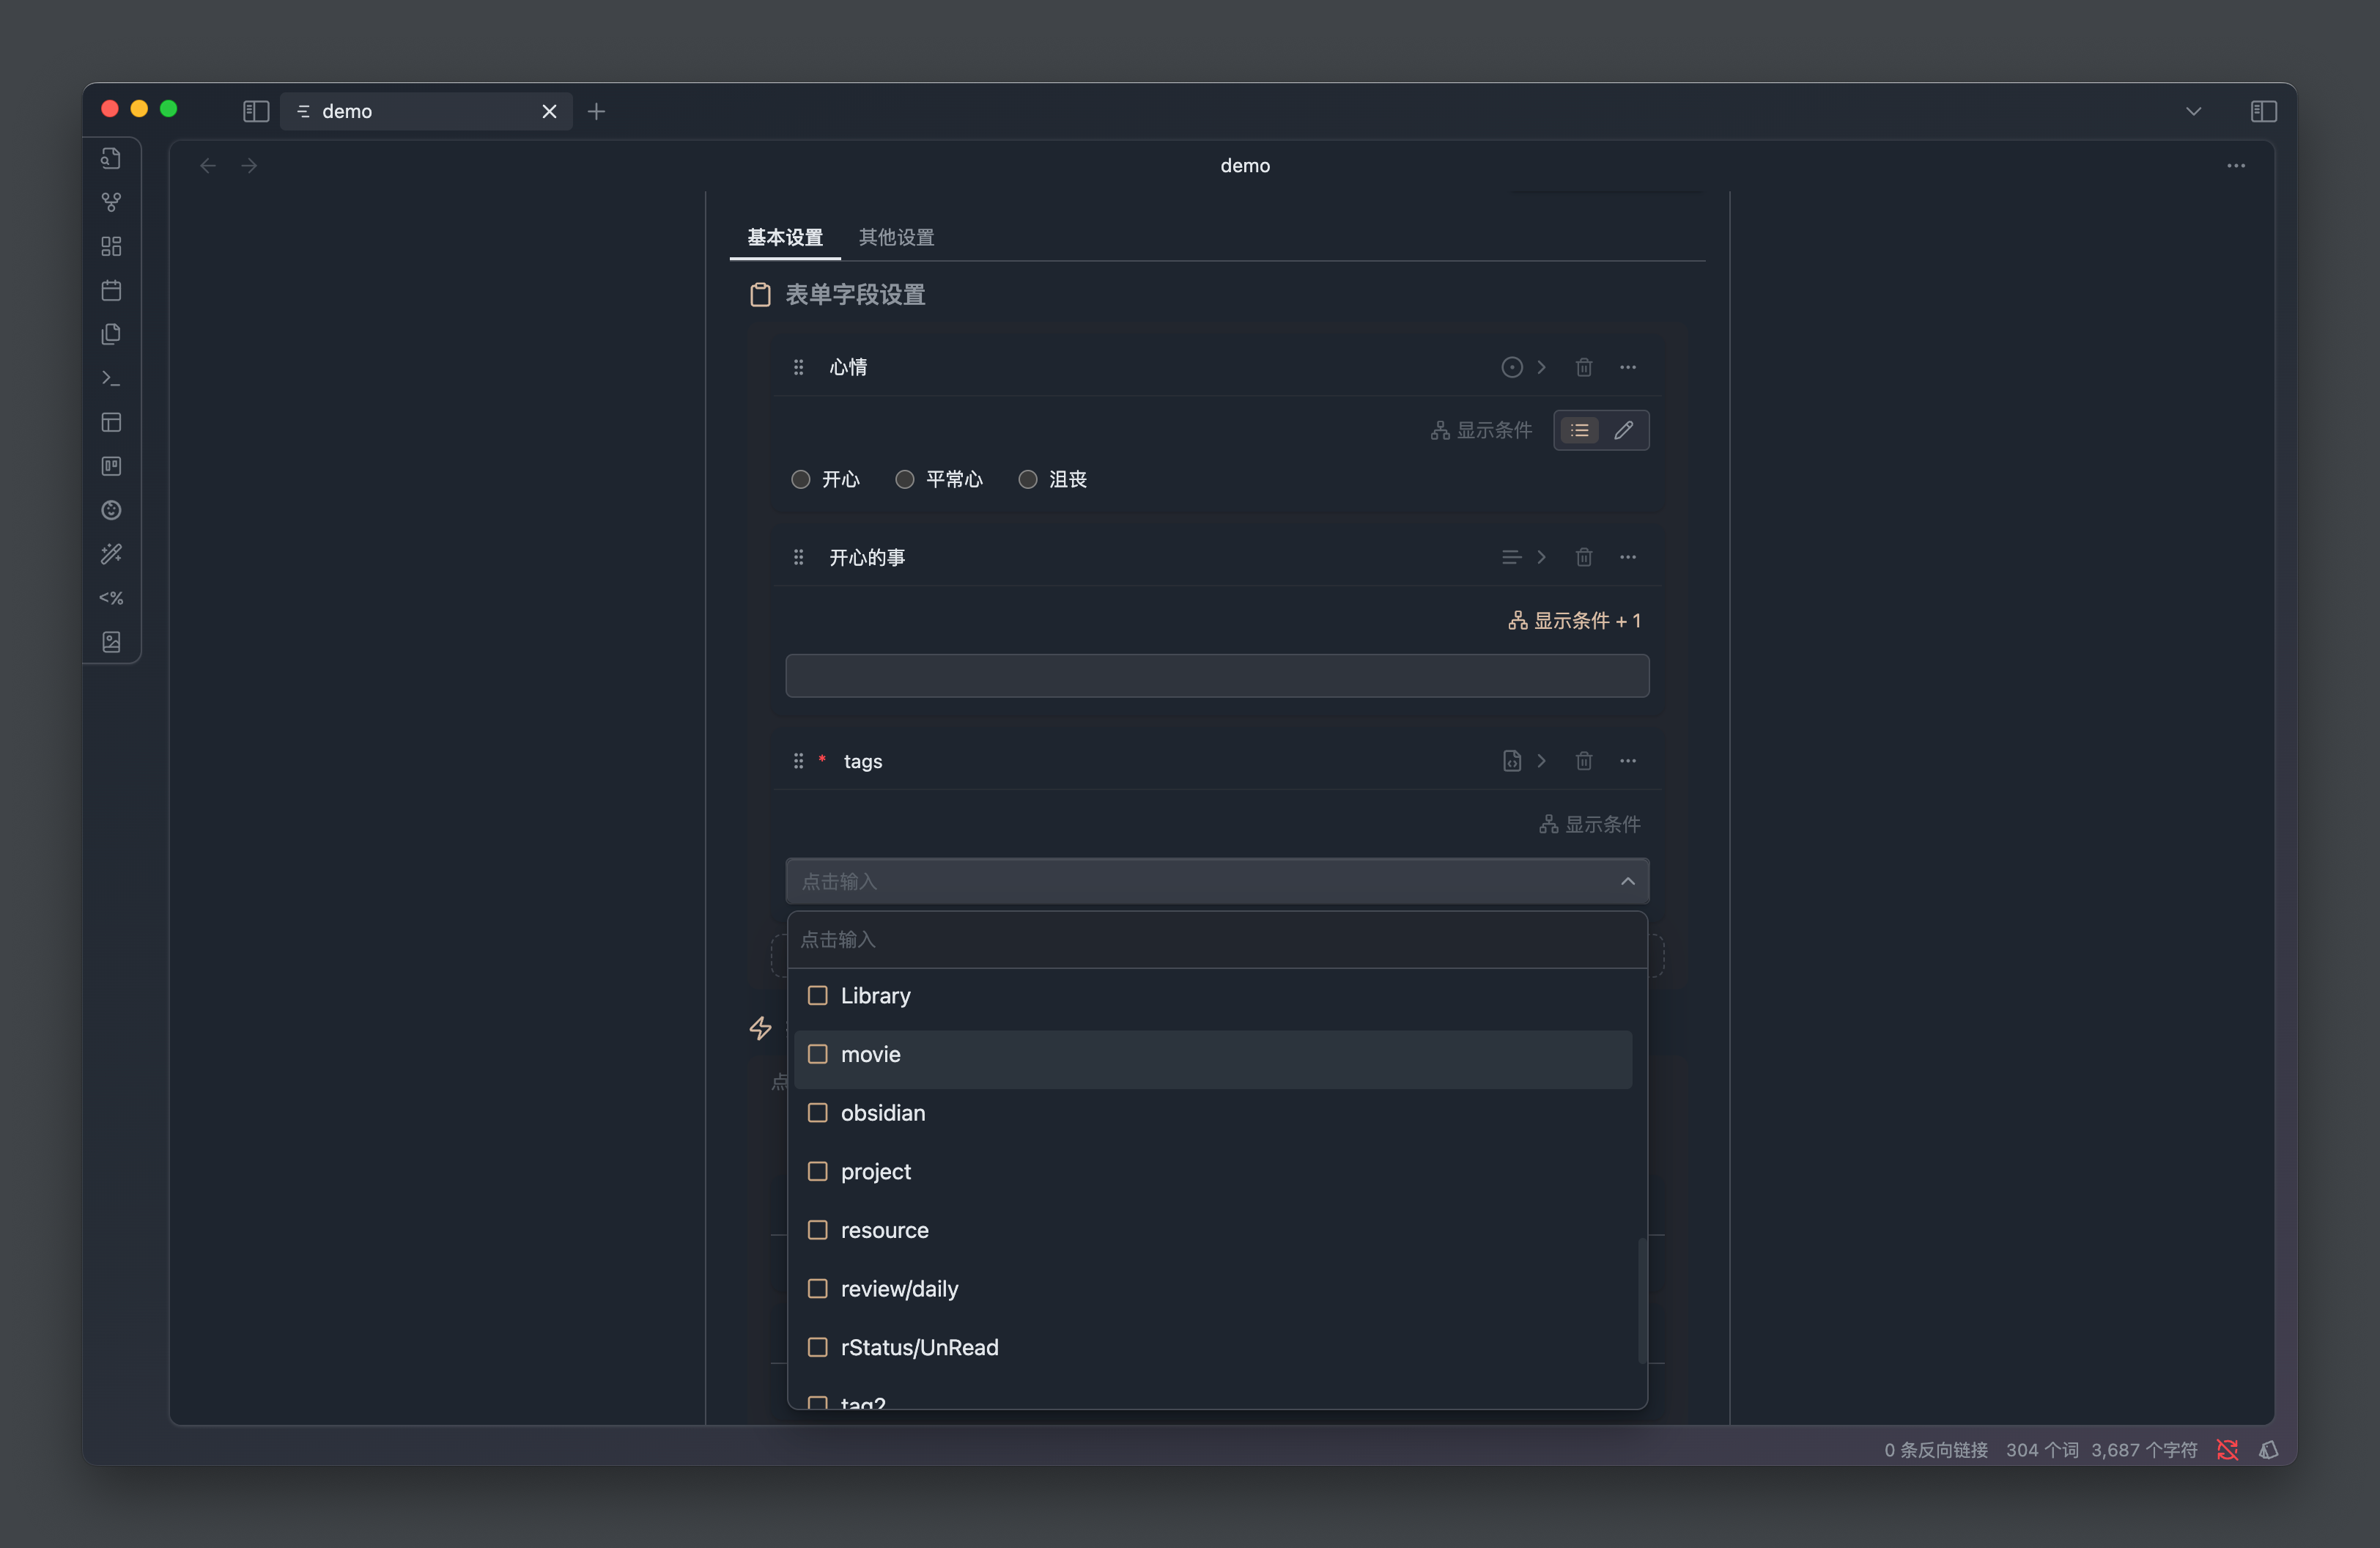 demo
demo
基本设置 其他设置
表单字段设置
心情
显示条件
开心 平常心 沮丧
开心的事
显示条件 + 1
* tags
显示条件
点击输入
点击输入
Library
movie
obsidian
project
resource
review/daily
rStatus/UnRead
tag2
<%
0 条反向链接 304 个词 3,687 个字符